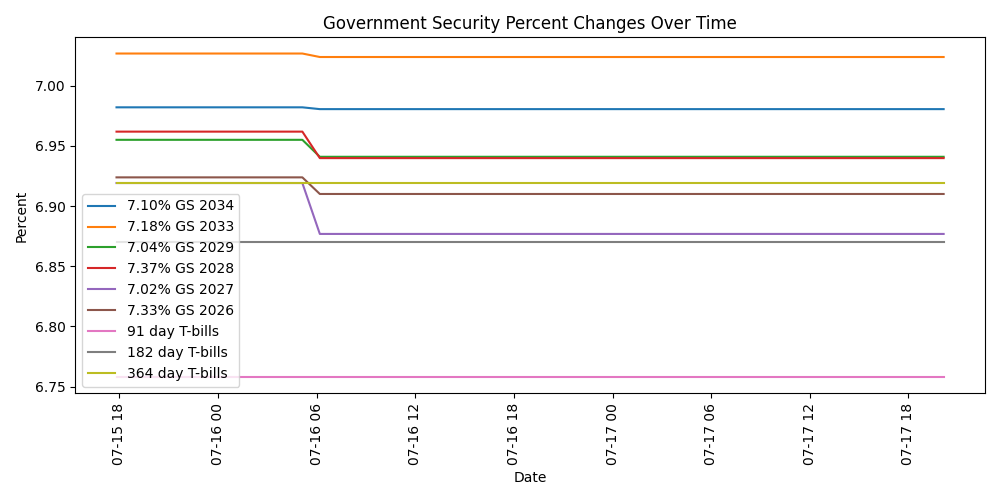 Government Security Percent Changes Over Time
Percent
7.00
6.95
6.90
6.85
6.80
6.75
7.10% GS 2034
7.18% GS 2033
7.04% GS 2029
7.37% GS 2028
7.02% GS 2027
7.33% GS 2026
91 day T-bills
182 day T-bills
364 day T-bills
07-15 18
07-16 00
07-16 06
07-16 12
07-16 18
07-17 00
07-17 06
07-17 12
07-17 18
Date